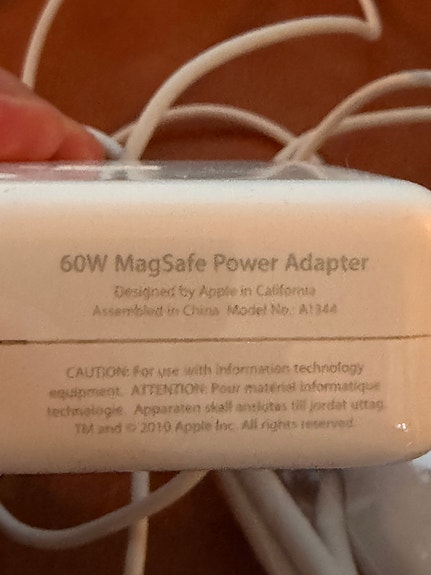 60W MagSafe Power Adapter
Designed by Apple in California
Assembled in China Model No. A1344
CAUTION: For use with information technology
equipment. ATTENTION: Pour matériel informatique
technologie. Apparaten skall anslutas till jordat uttag.
TM and © 2010 Apple Inc. All rights reserved.